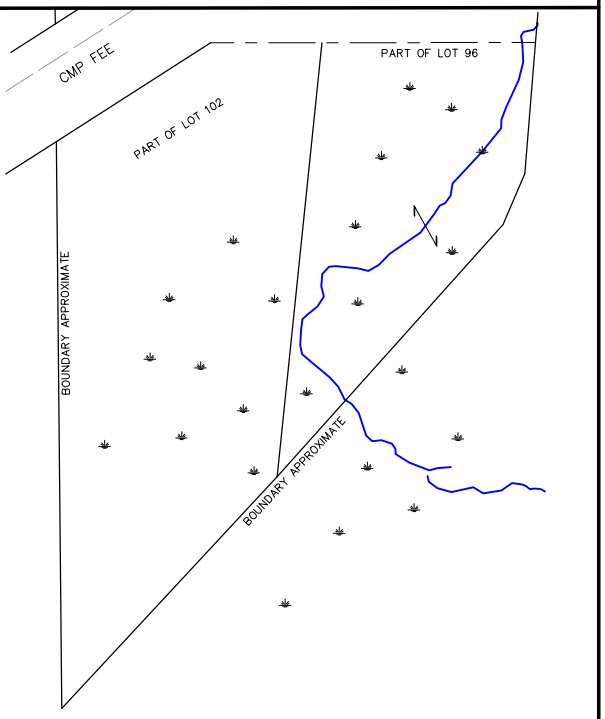 CMP FEE
PART OF LOT 96
PART OF LOT 102
BOUNDARY APPROXIMATE
BOUNDARY APPROXIMATE